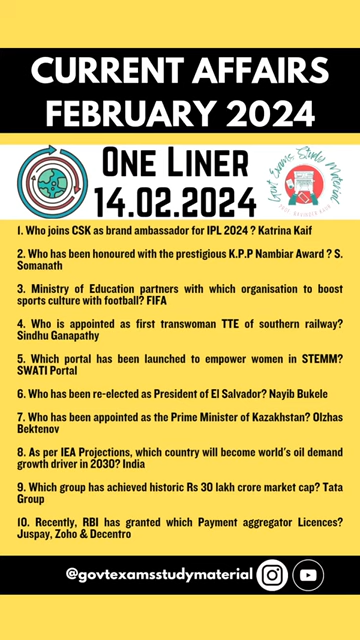 CURRENT AFFAIRS
FEBRUARY 2024
ONE LINER
14.02.2024
Govt Exams Study Material
1. Who joins CSK as brand ambassador for IPL 2024 ? Katrina Kaif
2. Who has been honoured with the prestigious K.P.P Nambiar Award ? S.
Somanath
3. Ministry of Education partners with which organisation to boost
sports culture with football? FIFA
4. Who is appointed as first transwoman TTE of southern railway?
Sindhu Ganapathy
5. Which portal has been launched to empower women in STEMM?
SWATI Portal
6. Who has been re-elected as President of El Salvador? Nayib Bukele
7. Who has been appointed as the Prime Minister of Kazakhstan? Olzhas
Bektenov
8. As per IEA Projections, which country will become world's oil demand
growth driver in 2030? India
9. Which group has achieved historic Rs 30 lakh crore market cap? Tata
Group
10. Recently, RBI has granted which Payment aggregator Licences?
Juspay, Zoho & Decentro
@govtexamsstudymaterial